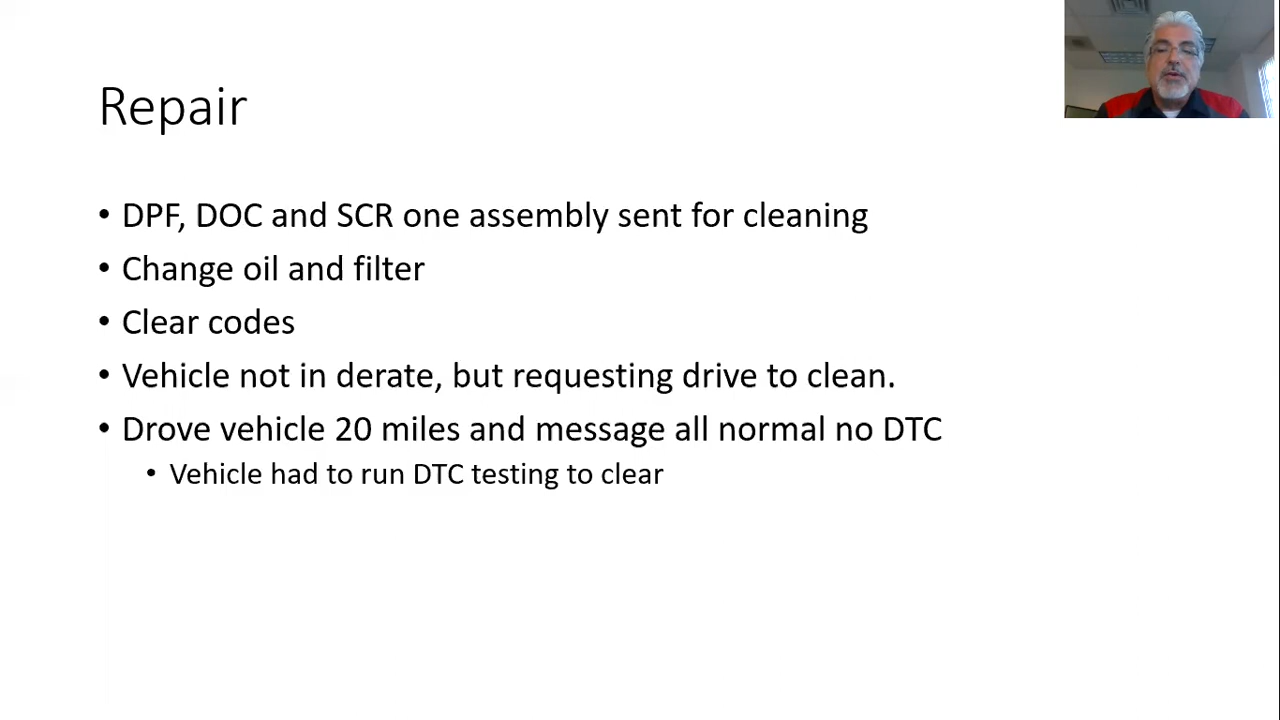 Repair
• DPF, DOC and SCR one assembly sent for cleaning
• Change oil and filter
• Clear codes
• Vehicle not in derate, but requesting drive to clean.
• Drove vehicle 20 miles and message all normal no DTC
• Vehicle had to run DTC testing to clear